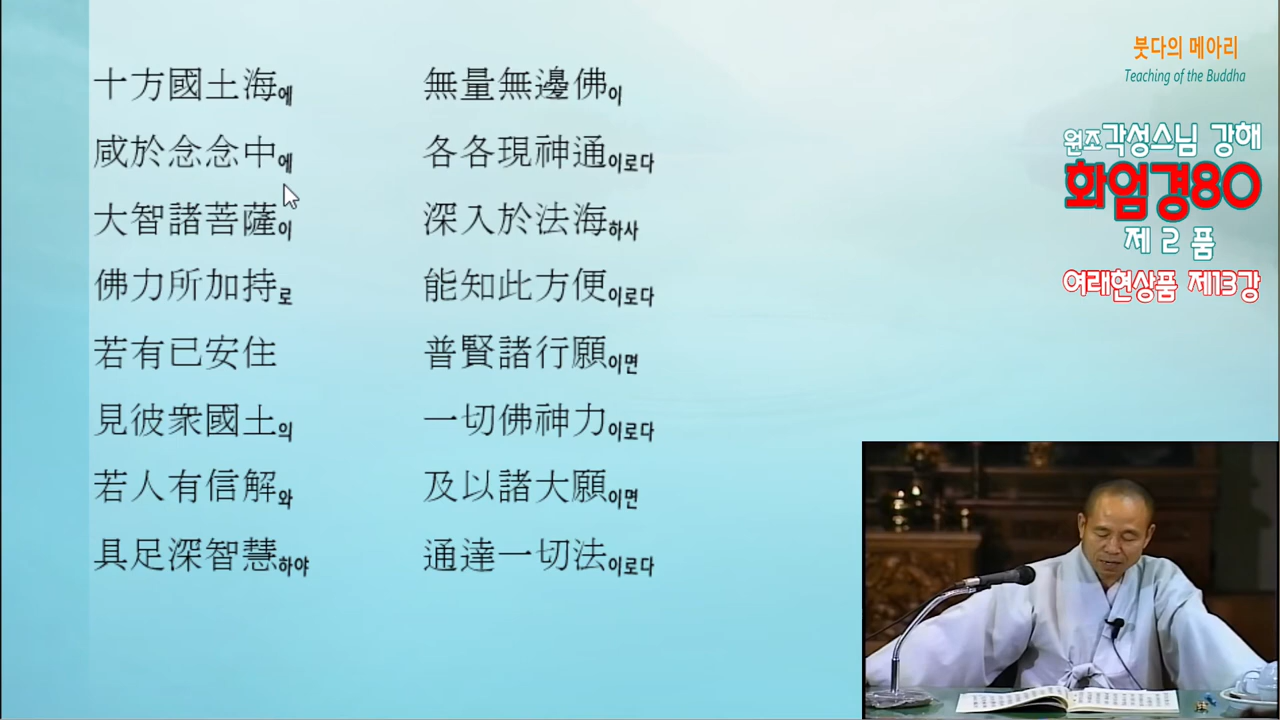 十方國土海에 無量無邊佛이
咸於念念中에 各各現神通이로다
大智諸菩薩이 深入於法海하사
佛力所加持로 能知此方便이로다
若有已安住 普賢諸行願이면
見彼衆國土의 一切佛神力이로다
若人有信解와 及以諸大願이면
具足深智慧하야 通達一切法이로다
붓다의 메아리
Teaching of the Buddha
원조각성스님 강해
화엄경80
제2품
여래현상품 제13강